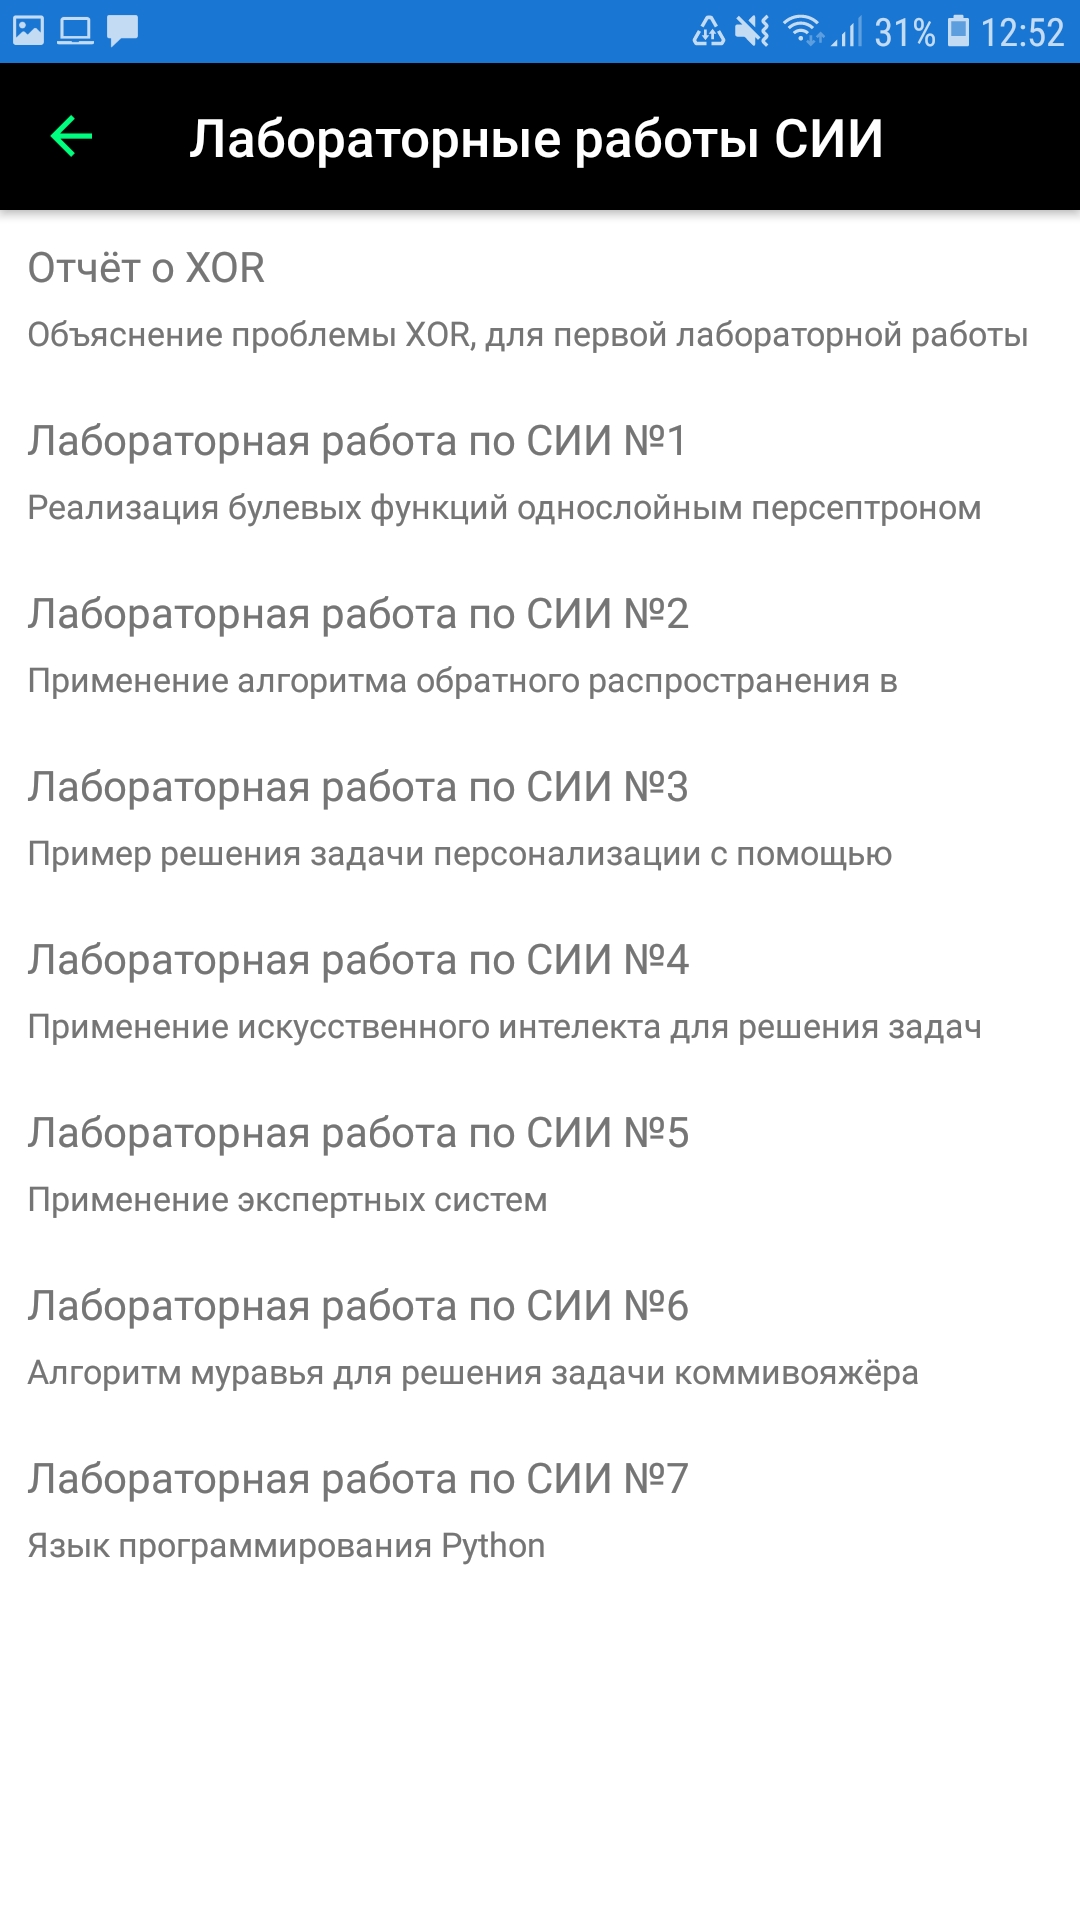 31% 12:52
Лабораторные работы СИИ
Отчёт о XOR
Объяснение проблемы XOR, для первой лабораторной работы
Лабораторная работа по СИИ №1
Реализация булевых функций однослойным персептроном
Лабораторная работа по СИИ №2
Применение алгоритма обратного распространения в
Лабораторная работа по СИИ №3
Пример решения задачи персонализации с помощью
Лабораторная работа по СИИ №4
Применение искусственного интелекта для решения задач
Лабораторная работа по СИИ №5
Применение экспертных систем
Лабораторная работа по СИИ №6
Алгоритм муравья для решения задачи коммивояжёра
Лабораторная работа по СИИ №7
Язык программирования Python